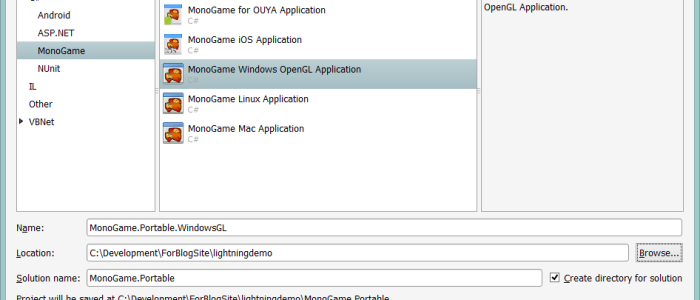 Android
ASP.NET
MonoGame
NUnit
IL
Other
VBNet
MonoGame for OUYA Application
C#
MonoGame iOS Application
C#
MonoGame Windows OpenGL Application
C#
MonoGame Linux Application
C#
MonoGame Mac Application
C#
OpenGL Application.
Name: MonoGame.Portable.WindowsGL
Location: C:\Development\ForBlogSite\lightningdemo Browse...
Solution name: MonoGame.Portable Create directory for solution
Project will be saved at C:\Development\ForBlogSite\lightningdemo\MonoGame.Portable